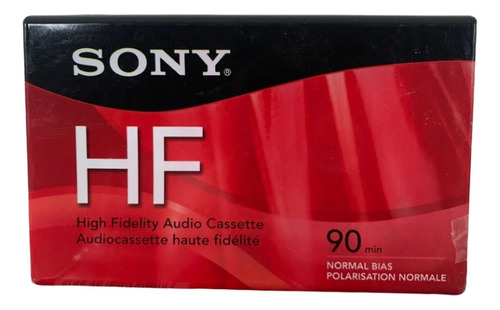 SONY®
HF
High Fidelity Audio Cassette
Audiocassette haute fidélité
90 min
NORMAL BIAS
POLARISATION NORMALE